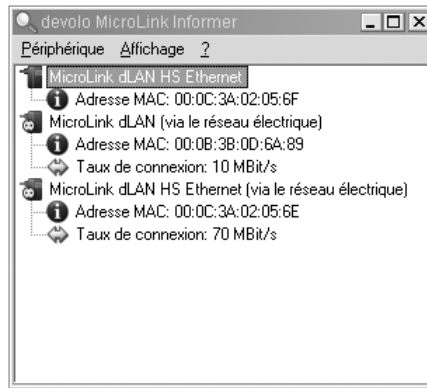 devolo MicroLink Informer
Périphérique Affichage ?
MicroLink dLAN HS Ethernet
Adresse MAC: 00:0C:3A:02:05:6F
MicroLink dLAN (via le réseau électrique)
Adresse MAC: 00:0B:3B:0D:6A:89
Taux de connexion: 10 MBit/s
MicroLink dLAN HS Ethernet (via le réseau électrique)
Adresse MAC: 00:0C:3A:02:05:6E
Taux de connexion: 70 MBit/s